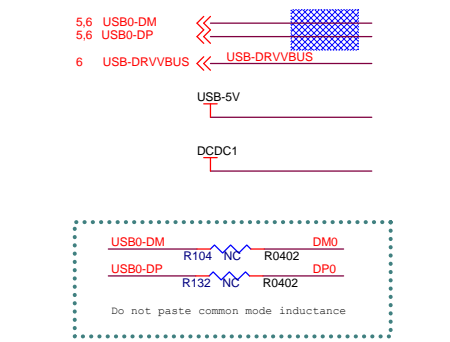 5,6 USB0-DM
5,6 USB0-DP
6 USB-DRVVBUS USB-DRVVBUS
USB-5V
DCDC1
USB0-DM DM0
R104 NC R0402
USB0-DP DP0
R132 NC R0402
Do not paste common mode inductance